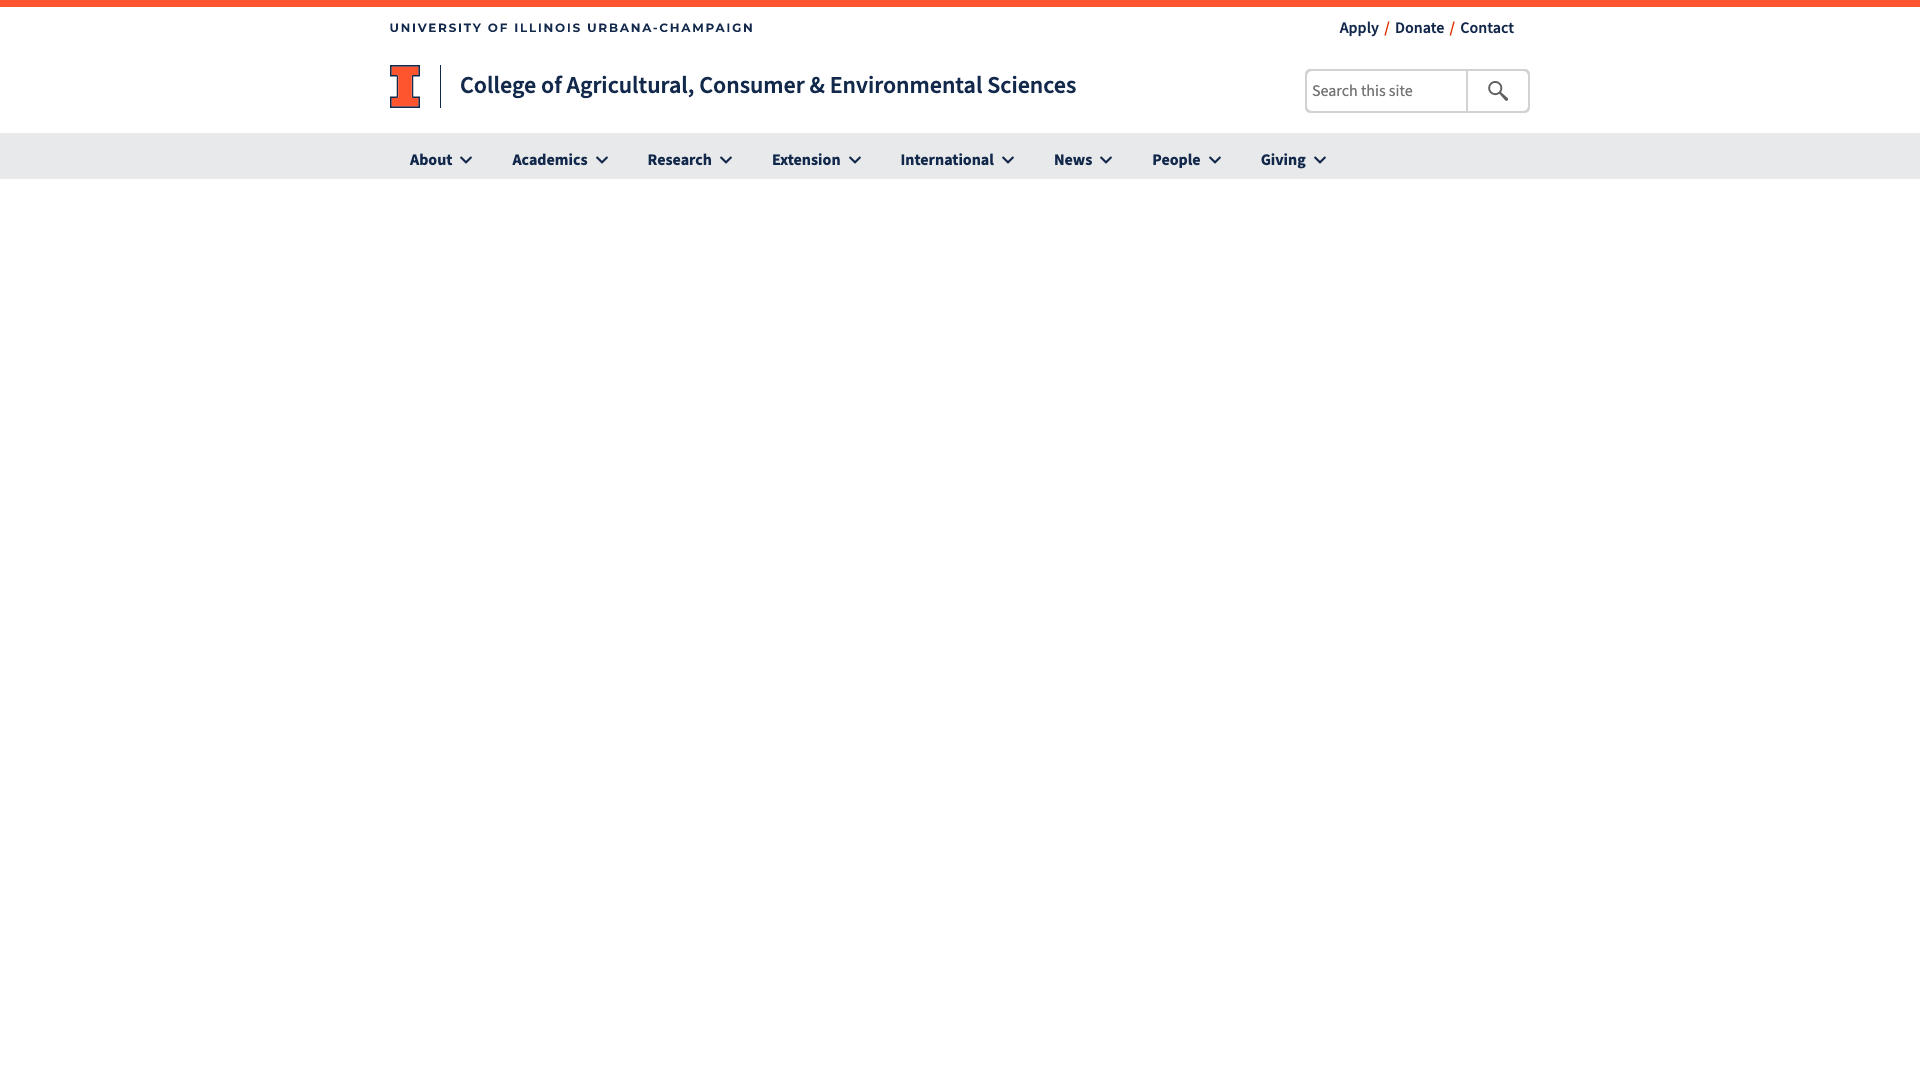 UNIVERSITY OF ILLINOIS URBANA-CHAMPAIGN
Apply / Donate / Contact
College of Agricultural, Consumer & Environmental Sciences
Search this site
About Academics Research Extension International News People Giving